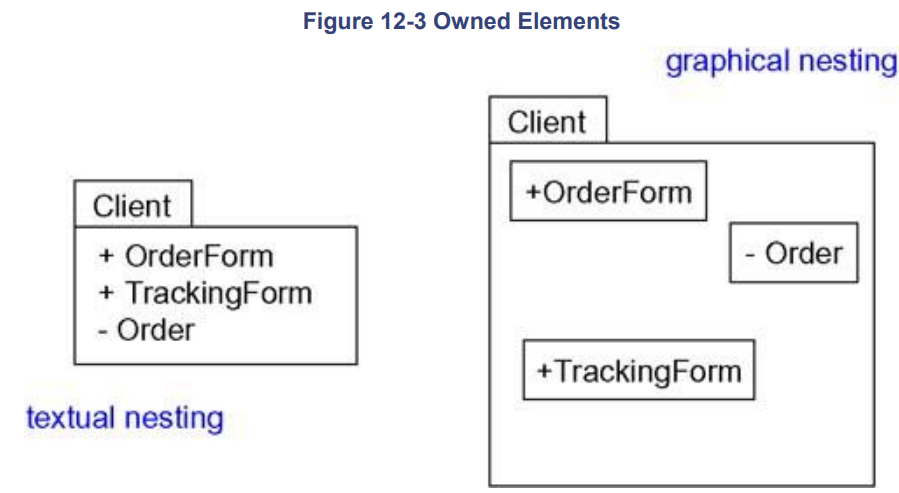 Figure 12-3 Owned Elements
graphical nesting
Client
+ OrderForm
+ TrackingForm
- Order
textual nesting
Client
+OrderForm
- Order
+TrackingForm